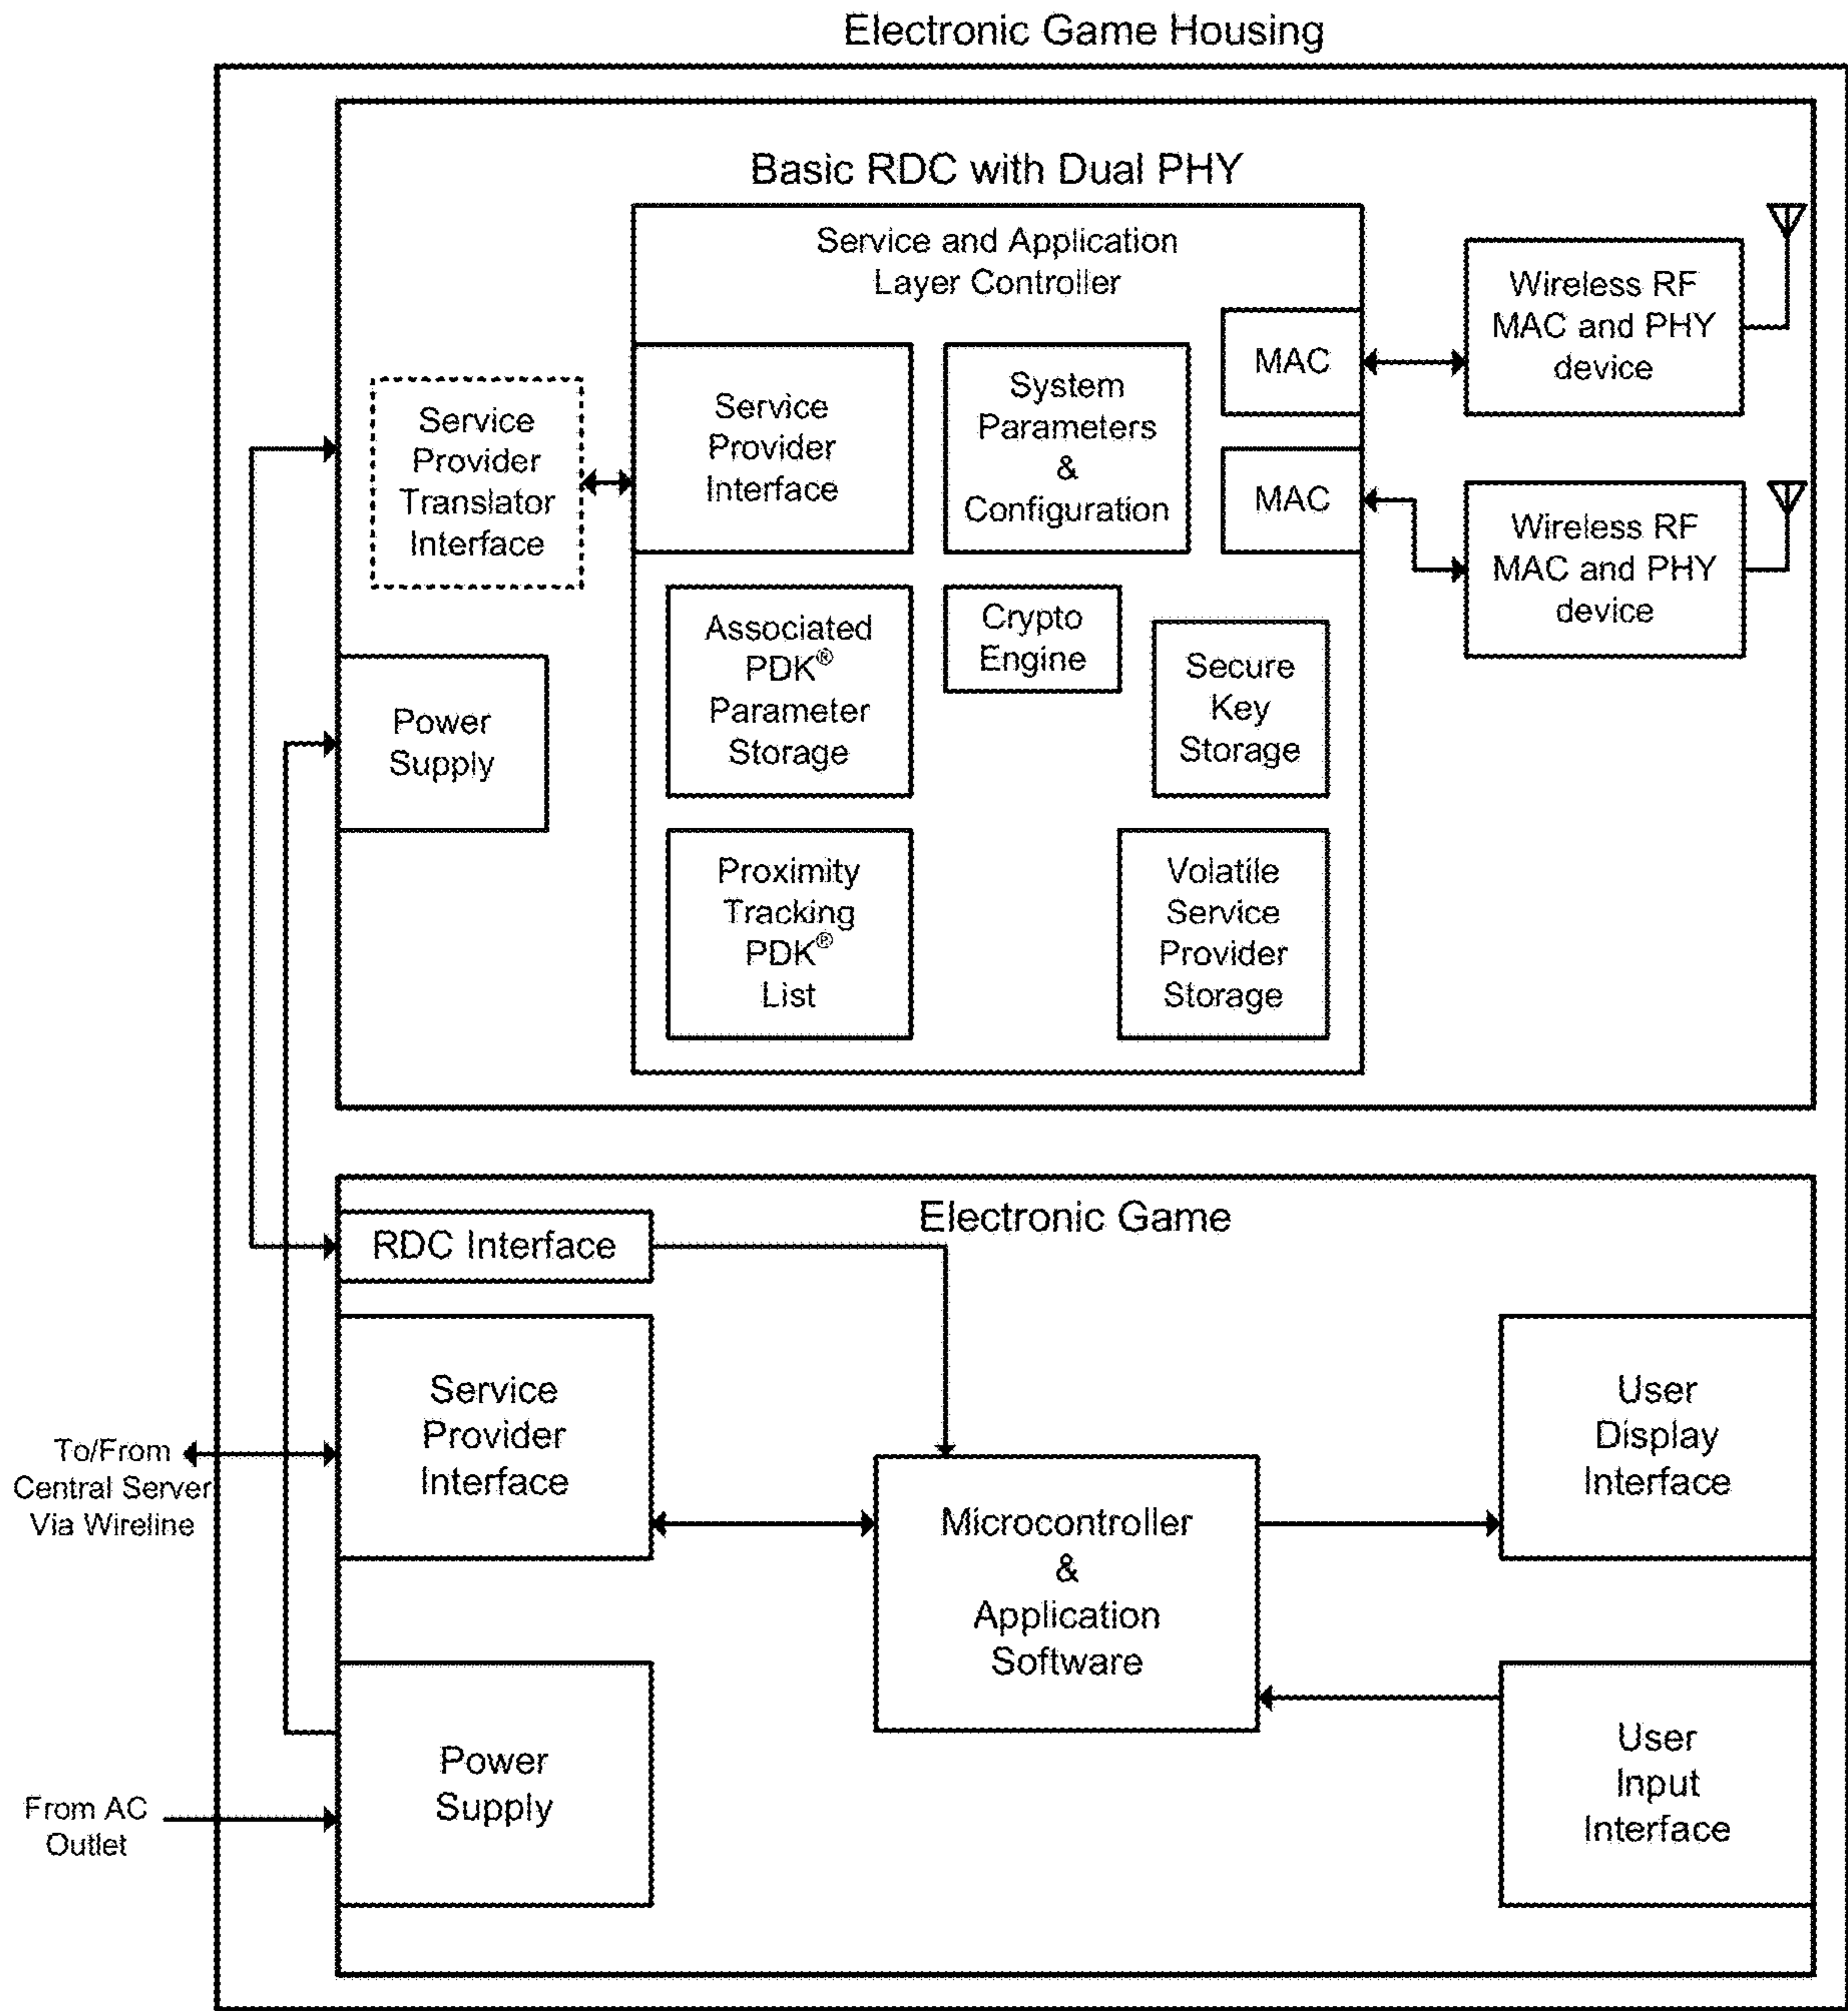 Electronic Game Housing
Basic RDC with Dual PHY
Service and Application
Layer Controller
Wireless RF
MAC and PHY
device
MAC
System
Parameters
&
Configuration
Service
Provider
Interface
Service
Provider
Translator
Interface
MAC
Wireless RF
MAC and PHY
device
Associated
PDK®
Parameter
Storage
Crypto
Engine
Secure
Key
Storage
Power
Supply
Proximity
Tracking
PDK®
List
Volatile
Service
Provider
Storage
Electronic Game
RDC Interface
Service
Provider
Interface
User
Display
Interface
To/From
Central Server
Via Wireline
Microcontroller
&
Application
Software
Power
Supply
User
Input
Interface
From AC
Outlet